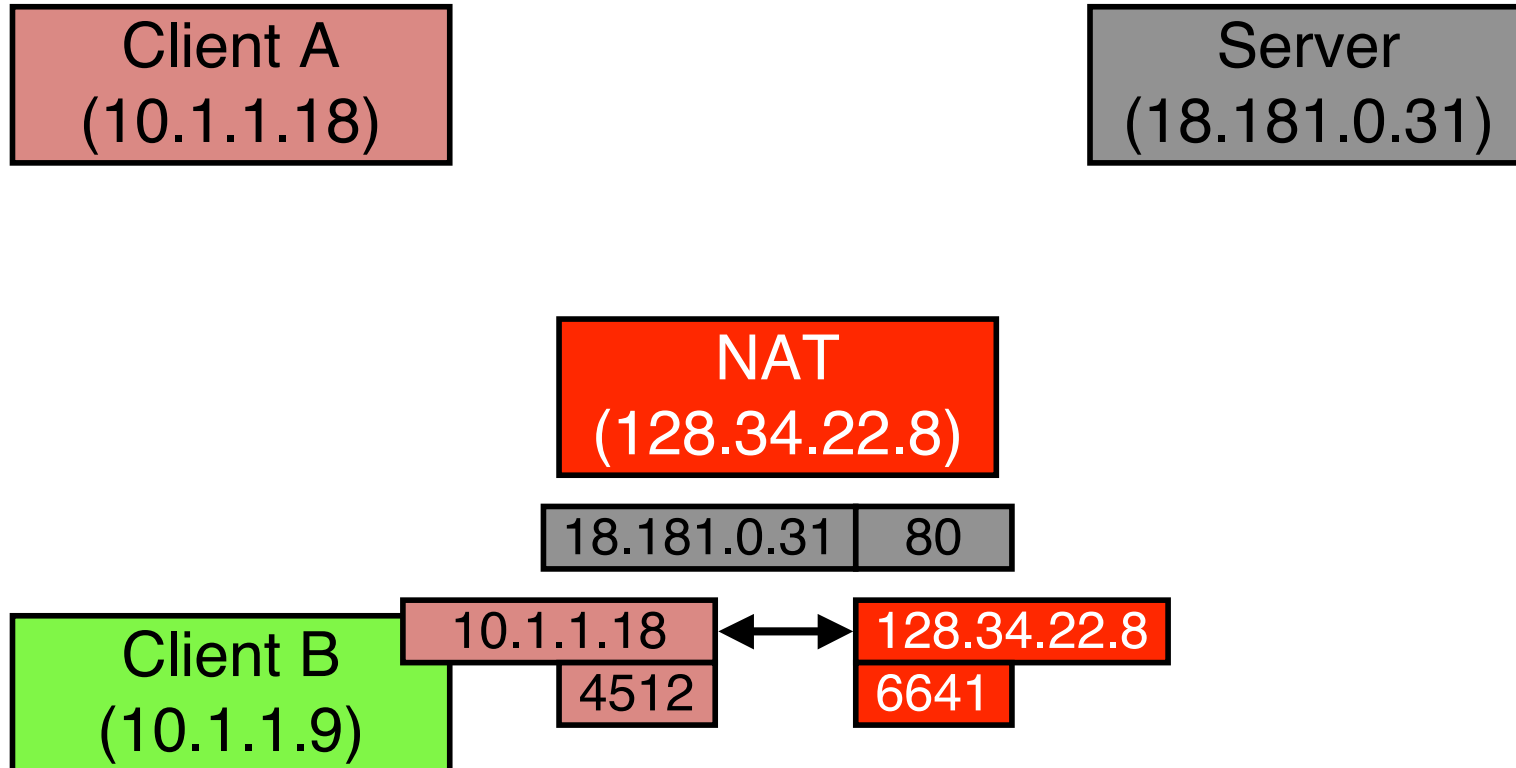 Client A
(10.1.1.18)
Server
(18.181.0.31)
NAT
(128.34.22.8)
18.181.0.31 80
10.1.1.18 128.34.22.8
4512 6641
Client B
(10.1.1.9)